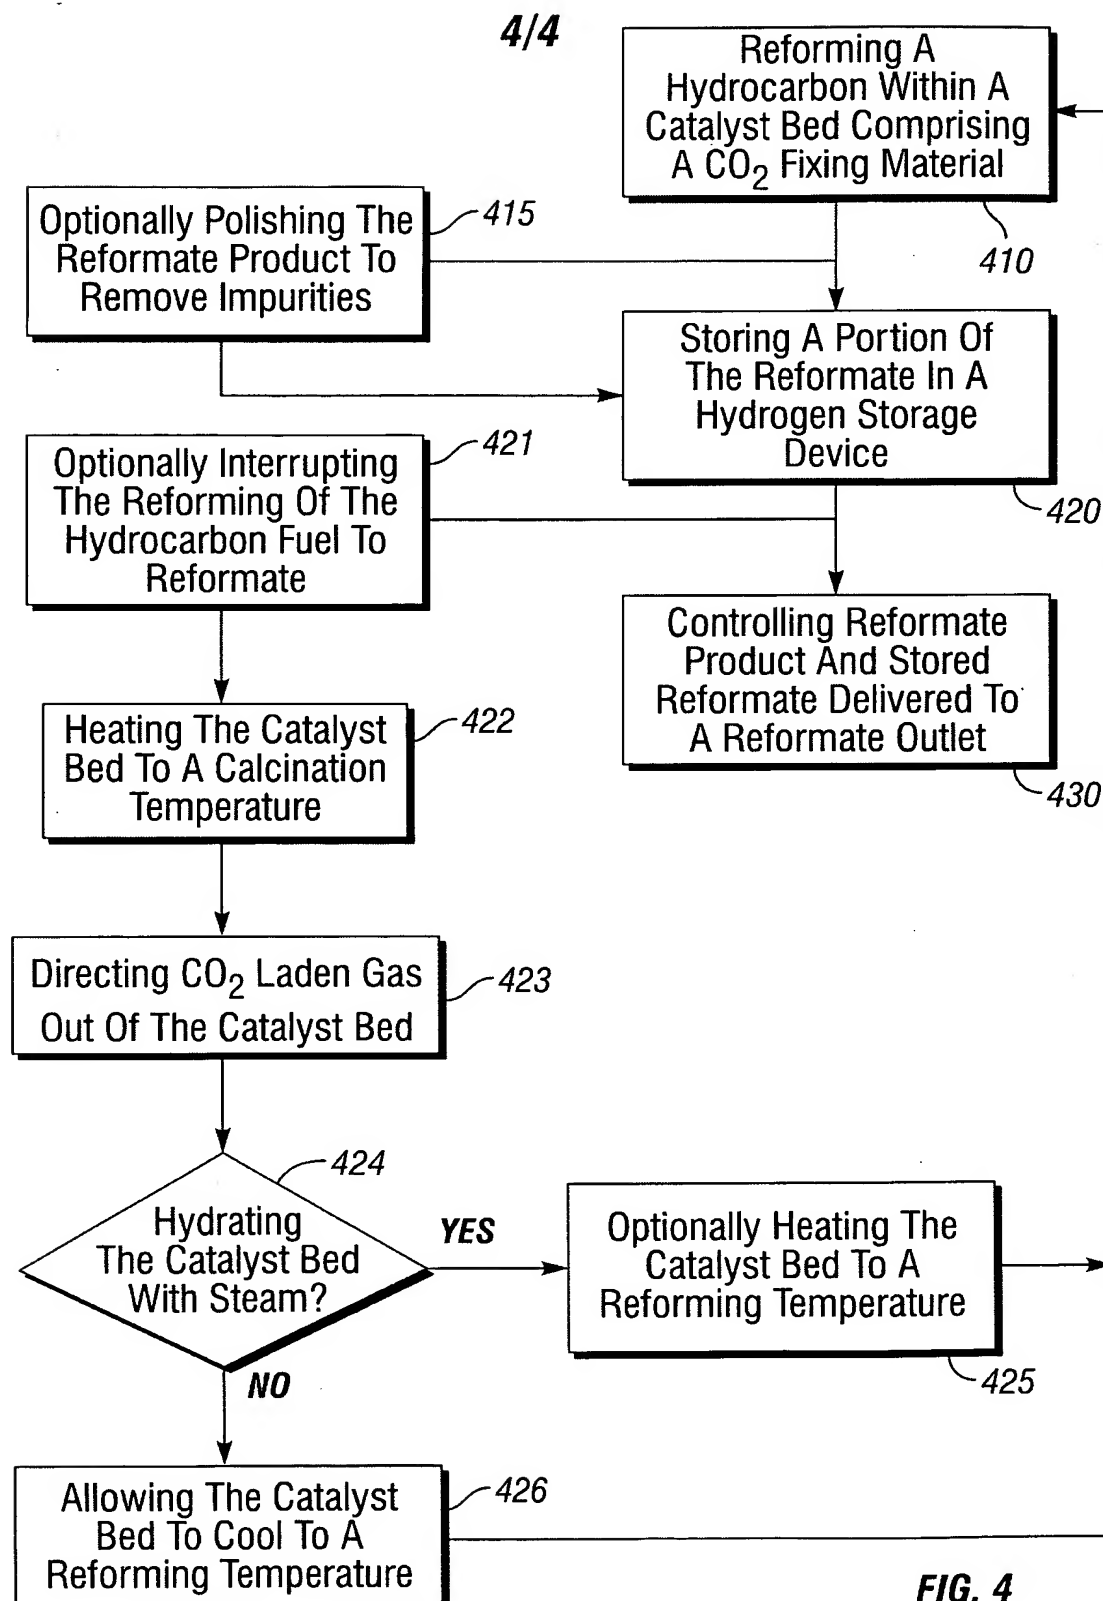 4/4
Reforming A
Hydrocarbon Within A
Catalyst Bed Comprising
A CO2 Fixing Material
410
Optionally Polishing The
Reformate Product To
Remove Impurities
415
Storing A Portion Of
The Reformate In A
Hydrogen Storage
Device
420
Optionally Interrupting
The Reforming Of The
Hydrocarbon Fuel To
Reformate
421
Controlling Reformate
Product And Stored
Reformate Delivered To
A Reformate Outlet
430
Heating The Catalyst
Bed To A Calcination
Temperature
422
Directing CO2 Laden Gas
Out Of The Catalyst Bed
423
Hydrating
The Catalyst Bed
With Steam?
424
YES
NO
Optionally Heating The
Catalyst Bed To A
Reforming Temperature
425
Allowing The Catalyst
Bed To Cool To A
Reforming Temperature
426
FIG. 4